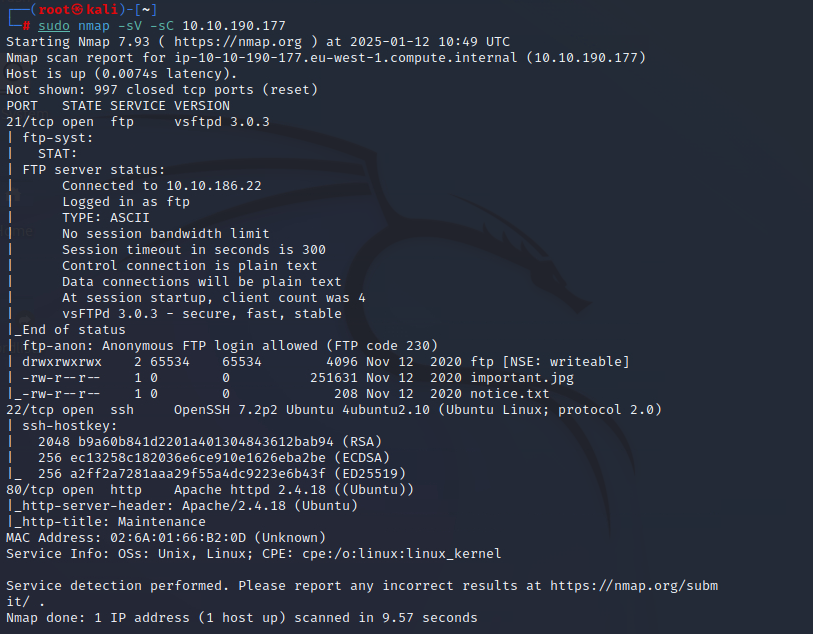 ┌──(root㉿kali)-[~]
└─# sudo nmap -sV -sC 10.10.190.177
Starting Nmap 7.93 ( https://nmap.org ) at 2025-01-12 10:49 UTC
Nmap scan report for ip-10-10-190-177.eu-west-1.compute.internal (10.10.190.177)
Host is up (0.0074s latency).
Not shown: 997 closed tcp ports (reset)
PORT   STATE SERVICE VERSION
21/tcp open  ftp     vsftpd 3.0.3
| ftp-syst:
|   STAT:
| FTP server status:
|      Connected to 10.10.186.22
|      Logged in as ftp
|      TYPE: ASCII
|      No session bandwidth limit
|      Session timeout in seconds is 300
|      Control connection is plain text
|      Data connections will be plain text
|      At session startup, client count was 4
|      vsFTPd 3.0.3 - secure, fast, stable
|_End of status
| ftp-anon: Anonymous FTP login allowed (FTP code 230)
| drwxrwxrwx    2 65534    65534        4096 Nov 12  2020 ftp [NSE: writeable]
| -rw-r--r--    1 0        0          251631 Nov 12  2020 important.jpg
|_-rw-r--r--    1 0        0             208 Nov 12  2020 notice.txt
22/tcp open  ssh     OpenSSH 7.2p2 Ubuntu 4ubuntu2.10 (Ubuntu Linux; protocol 2.0)
| ssh-hostkey:
|   2048 b9a60b841d2201a401304843612bab94 (RSA)
|   256 ec13258c182036e6ce910e1626eba2be (ECDSA)
|_  256 a2ff2a7281aaa29f55a4dc9223e6b43f (ED25519)
80/tcp open  http    Apache httpd 2.4.18 ((Ubuntu))
|_http-server-header: Apache/2.4.18 (Ubuntu)
|_http-title: Maintenance
MAC Address: 02:6A:01:66:B2:0D (Unknown)
Service Info: OSs: Unix, Linux; CPE: cpe:/o:linux:linux_kernel

Service detection performed. Please report any incorrect results at https://nmap.org/subm
it/ .
Nmap done: 1 IP address (1 host up) scanned in 9.57 seconds